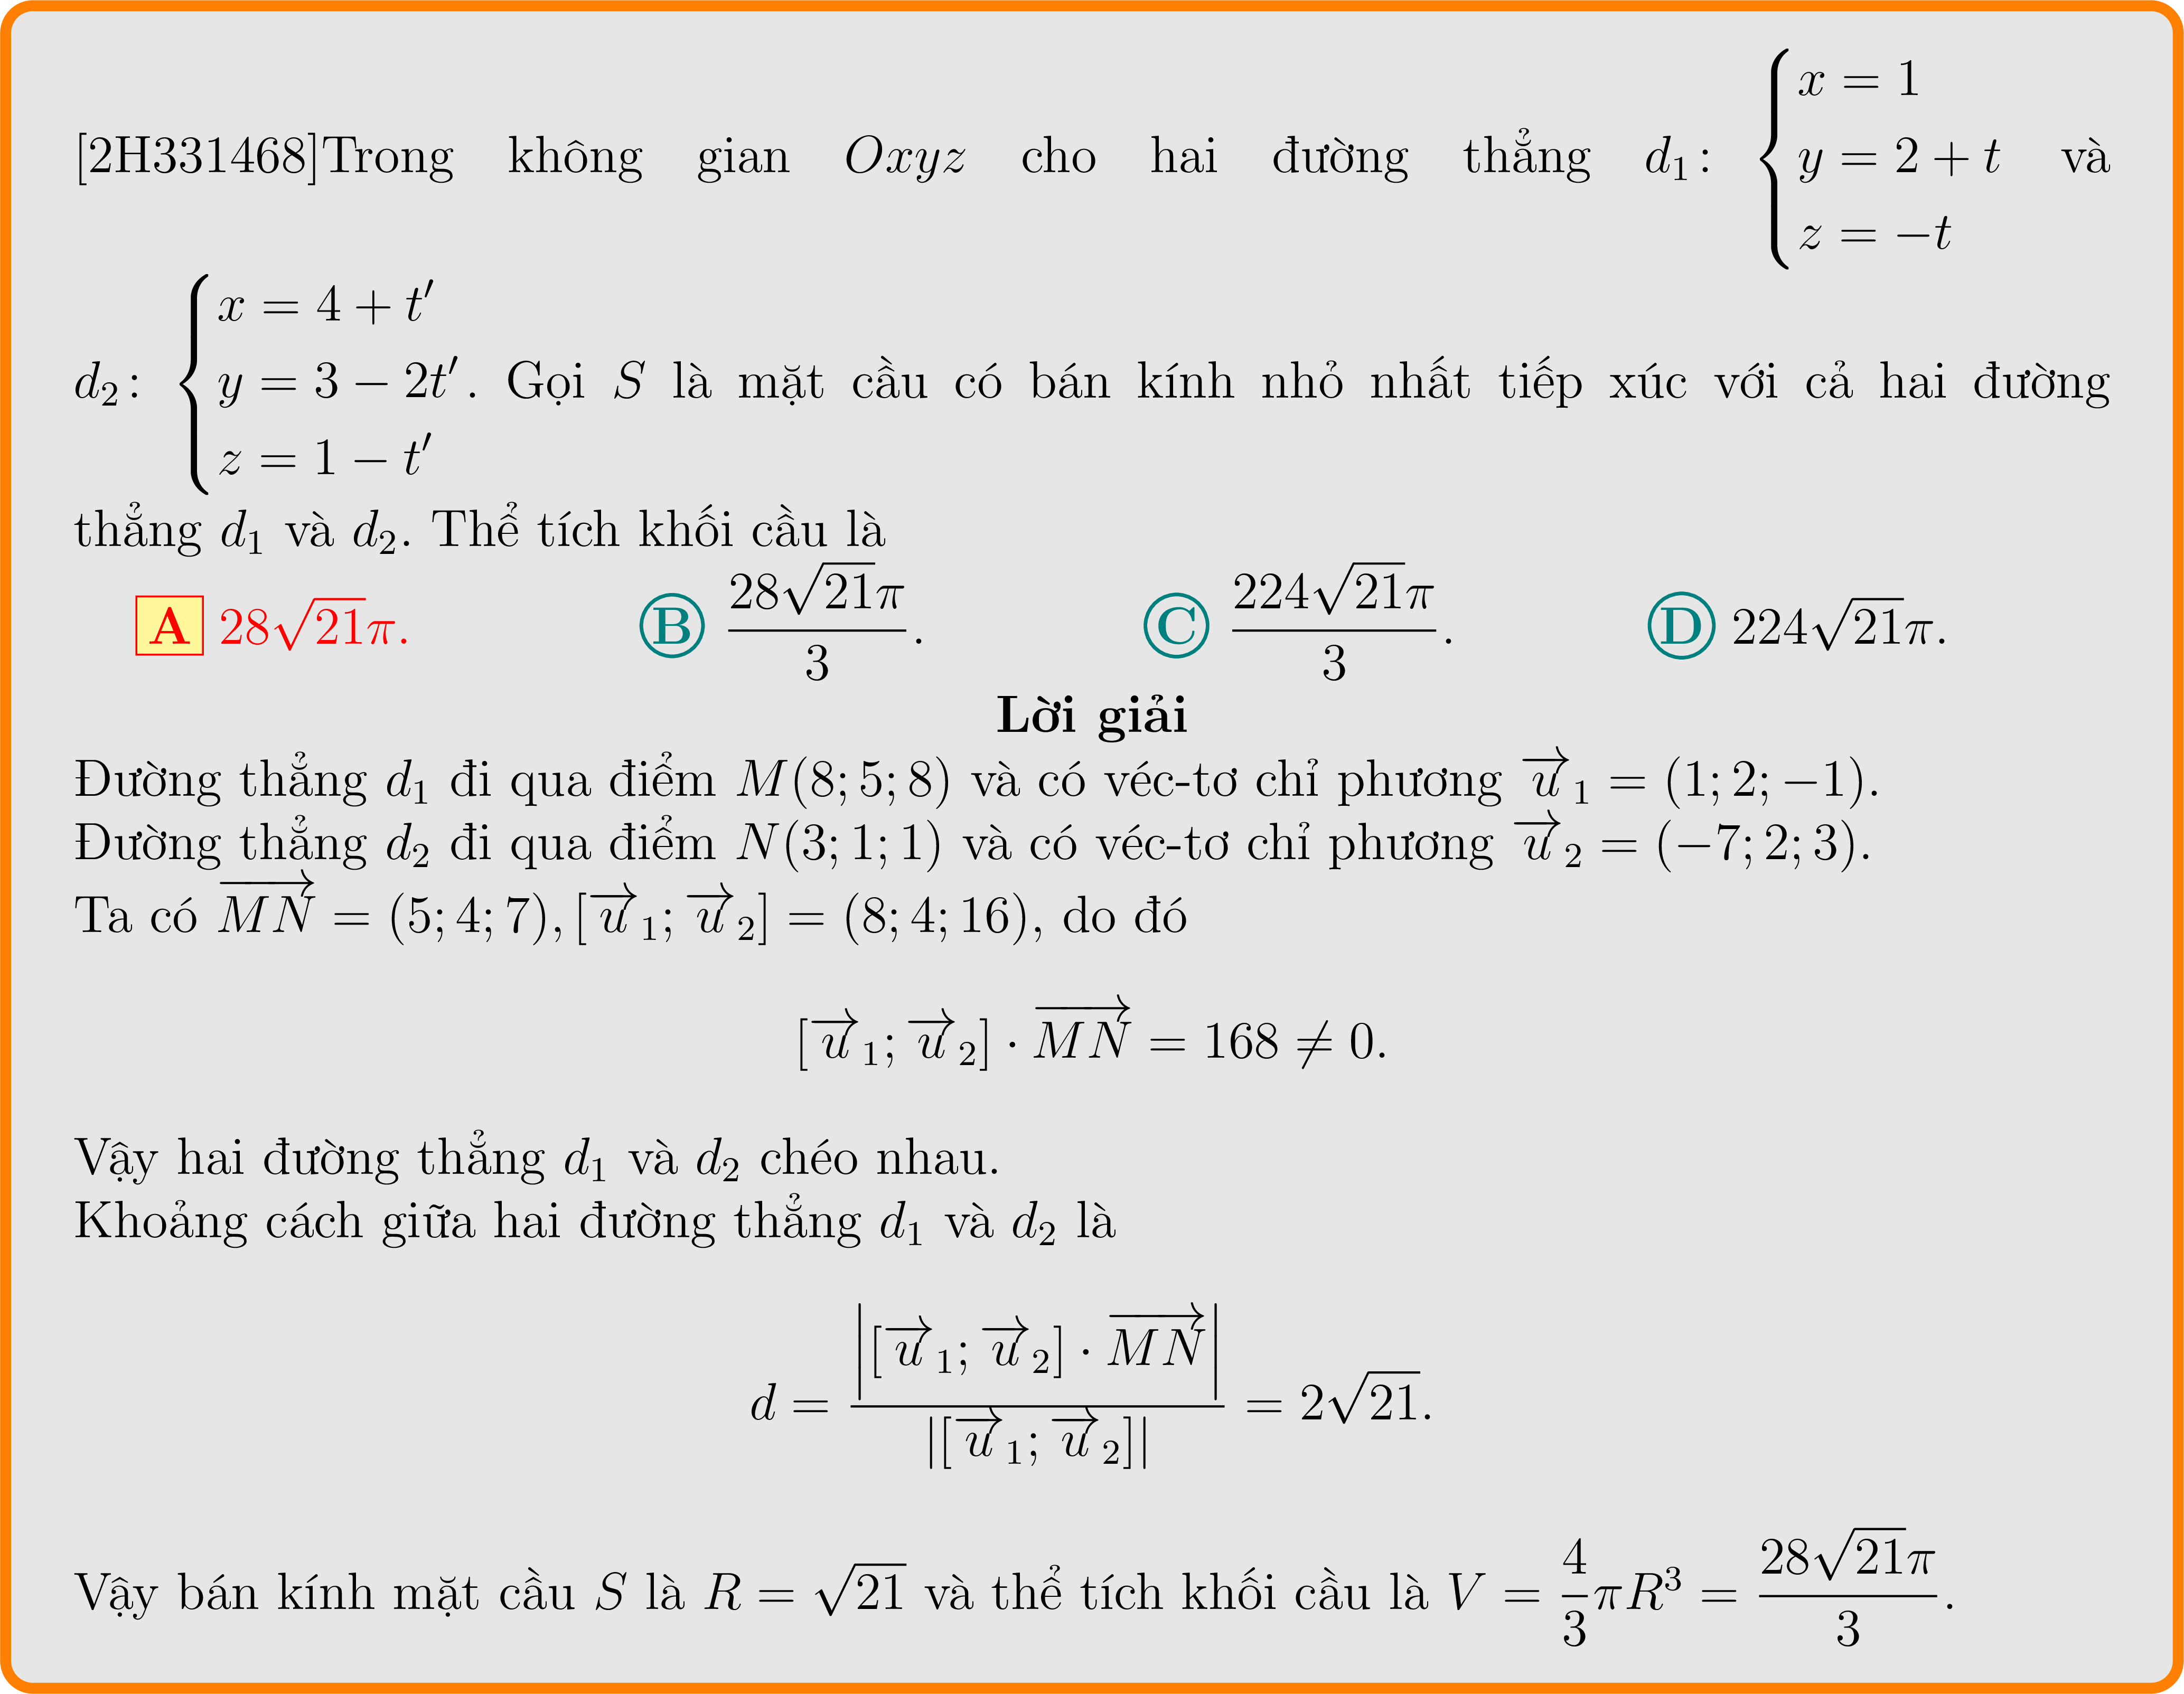 [2H331468]Trong không gian $Oxyz$ cho hai đường thẳng $d_1\colon \begin{cases} x = 1 \\ y = 2 + t \\ z = -t \end{cases}$ và
$d_2\colon \begin{cases} x = 4 + t' \\ y = 3 - 2t' \\ z = 1 - t' \end{cases}$. Gọi $S$ là mặt cầu có bán kính nhỏ nhất tiếp xúc với cả hai đường
thẳng $d_1$ và $d_2$. Thể tích khối cầu là
A $28\sqrt{21}\pi$. B $\dfrac{28\sqrt{21}\pi}{3}$. C $\dfrac{224\sqrt{21}\pi}{3}$. D $224\sqrt{21}\pi$.
Lời giải
Đường thẳng $d_1$ đi qua điểm $M(8; 5; 8)$ và có véc-tơ chỉ phương $\overrightarrow{u}_1 = (1; 2; -1)$.
Đường thẳng $d_2$ đi qua điểm $N(3; 1; 1)$ và có véc-tơ chỉ phương $\overrightarrow{u}_2 = (-7; 2; 3)$.
Ta có $\overrightarrow{MN} = (5; 4; 7), [\overrightarrow{u}_1; \overrightarrow{u}_2] = (8; 4; 16)$, do đó
$[\overrightarrow{u}_1; \overrightarrow{u}_2] \cdot \overrightarrow{MN} = 168 \neq 0.$
Vậy hai đường thẳng $d_1$ và $d_2$ chéo nhau.
Khoảng cách giữa hai đường thẳng $d_1$ và $d_2$ là
$d = \dfrac{\left|[\overrightarrow{u}_1; \overrightarrow{u}_2] \cdot \overrightarrow{MN}\right|}{|[\overrightarrow{u}_1; \overrightarrow{u}_2]|} = 2\sqrt{21}.$
Vậy bán kính mặt cầu $S$ là $R = \sqrt{21}$ và thể tích khối cầu là $V = \dfrac{4}{3}\pi R^3 = \dfrac{28\sqrt{21}\pi}{3}$.